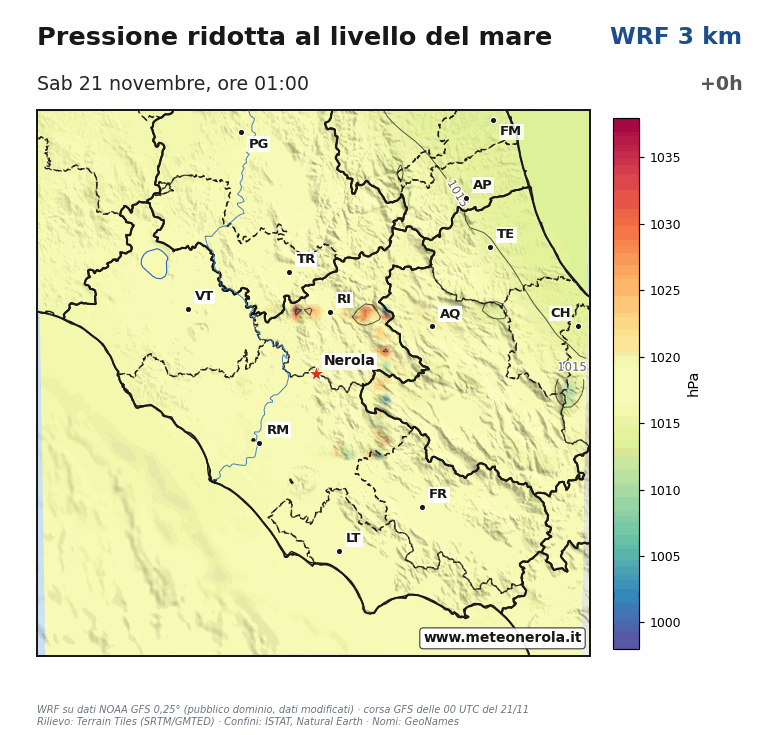 Pressione ridotta al livello del mare
WRF 3 km
Sab 21 novembre, ore 01:00
+0h
FM
PG
1015
AP
TE
TR
VT
RI
AQ
CH
Nerola
1015
RM
FR
LT
www.meteonerola.it
1035
1030
1025
1020
1015
1010
1005
1000
hPa
WRF su dati NOAA GFS 0,25° (pubblico dominio, dati modificati) · corsa GFS delle 00 UTC del 21/11
Rilievo: Terrain Tiles (SRTM/GMTED) · Confini: ISTAT, Natural Earth · Nomi: GeoNames